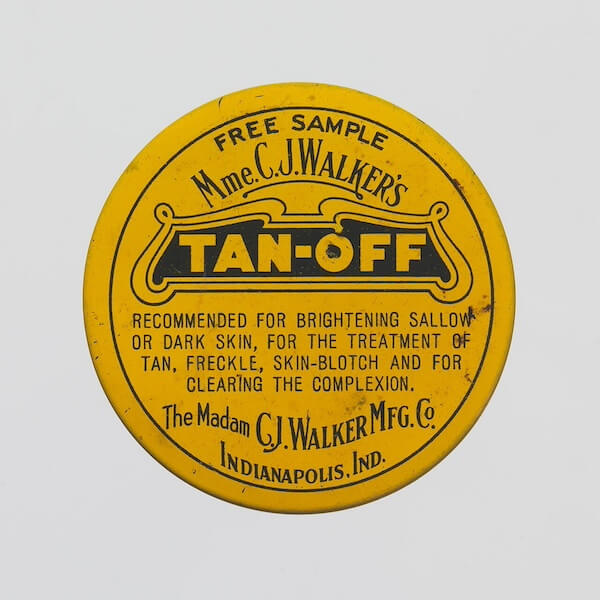 FREE SAMPLE
Mme. C.J. WALKER'S
TAN-OFF
RECOMMENDED FOR BRIGHTENING SALLOW
OR DARK SKIN, FOR THE TREATMENT OF
TAN, FRECKLE, SKIN-BLOTCH AND FOR
CLEARING THE COMPLEXION.
The Madam C.J. WALKER MFG. CO.
INDIANAPOLIS, IND.